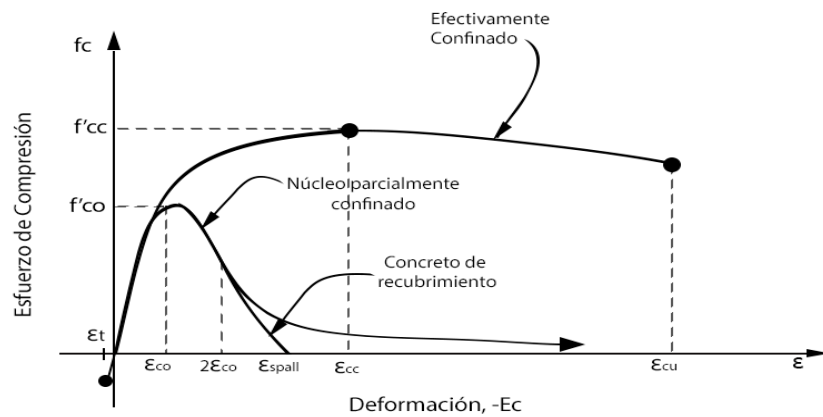 Efectivamente
Confinado
fc
f'cc
f'co
Núcleo parcialmente
confinado
Concreto de
recubrimiento
Esfuerzo de Compresión
εt
εco
2εco
εspall
εcc
εcu
ε
Deformación, -Ec